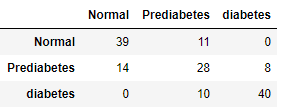 Normal Prediabetes diabetes
Normal 39 11 0
Prediabetes 14 28 8
diabetes 0 10 40